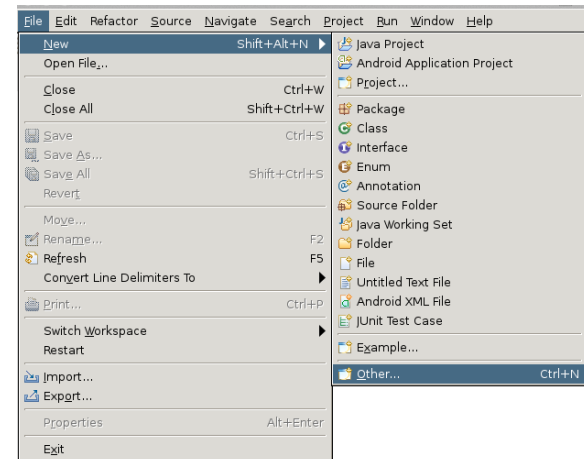 File Edit Refactor Source Navigate Search Project Run Window Help
New Shift+Alt+N
Open File...
Close Ctrl+W
Close All Shift+Ctrl+W
Save Ctrl+S
Save As...
Save All Shift+Ctrl+S
Revert
Move...
Rename... F2
Refresh F5
Convert Line Delimiters To
Print... Ctrl+P
Switch Workspace
Restart
Import...
Export...
Properties Alt+Enter
Exit
Java Project
Android Application Project
Project...
Package
Class
Interface
Enum
Annotation
Source Folder
Java Working Set
Folder
File
Untitled Text File
Android XML File
JUnit Test Case
Example...
Other... Ctrl+N